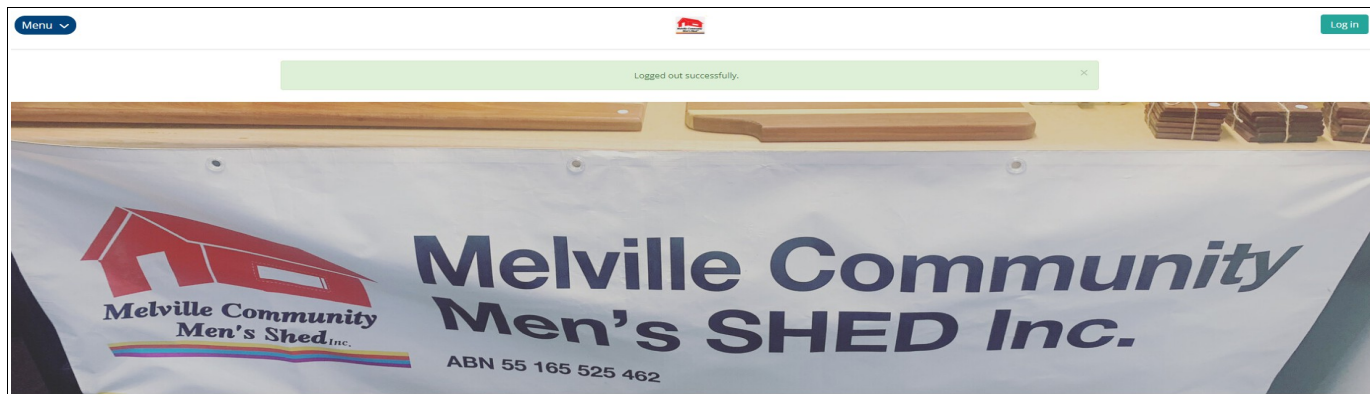 Menu
Log in
Logged out successfully.
×
Melville Community
Men's SHED Inc.
ABN 55 165 525 462
Melville Community
Men's Shed Inc.